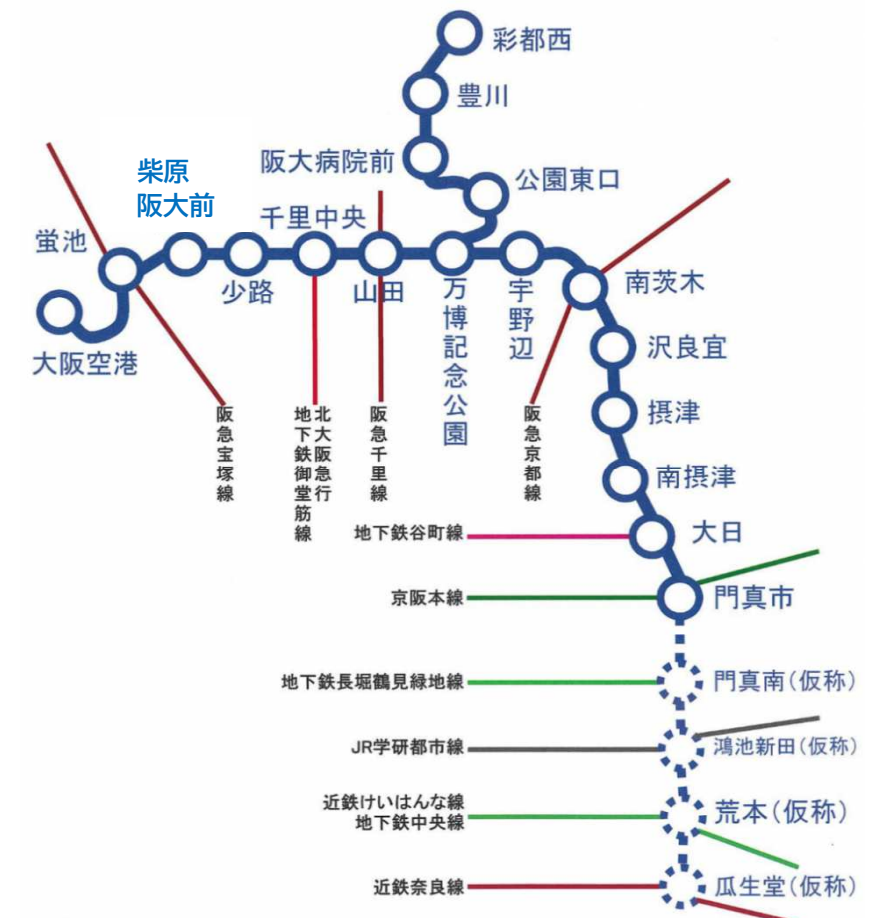 彩都西
豊川
阪大病院前
公園東口
柴原
阪大前
千里中央
蛍池
少路
山田
万博記念公園
宇野辺
南茨木
大阪空港
沢良宜
摂津
南摂津
大日
門真市
阪急宝塚線
北大阪急行
地下鉄御堂筋線
阪急千里線
阪急京都線
地下鉄谷町線
京阪本線
地下鉄長堀鶴見緑地線
門真南(仮称)
JR学研都市線
鴻池新田(仮称)
近鉄けいはんな線
地下鉄中央線
荒本(仮称)
近鉄奈良線
瓜生堂(仮称)